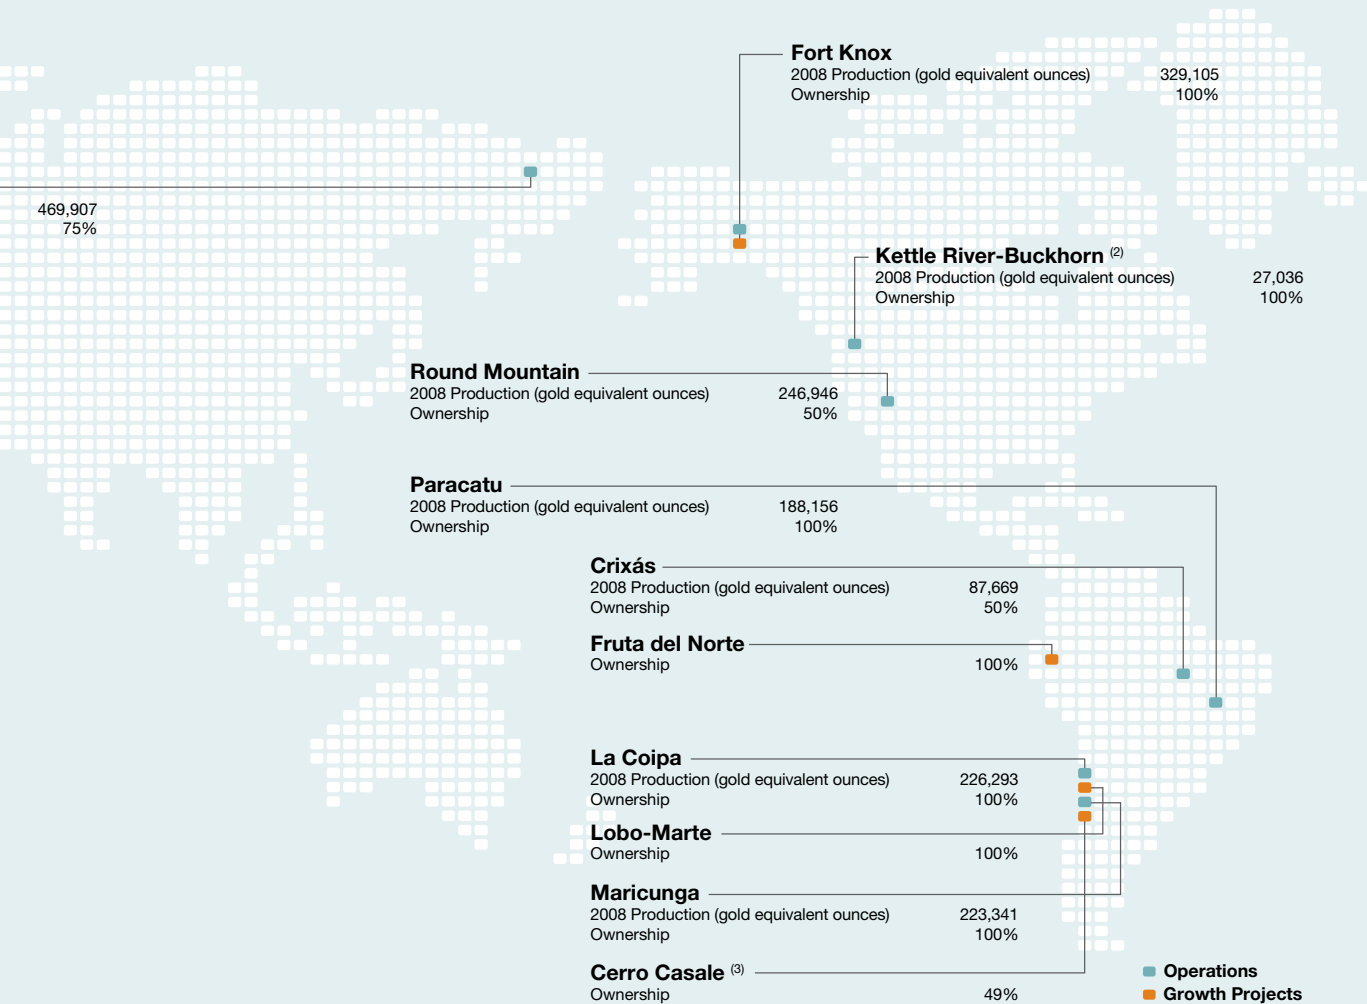 Fort Knox
2008 Production (gold equivalent ounces) 329,105
Ownership 100%
469,907
75%
Kettle River-Buckhorn (2)
2008 Production (gold equivalent ounces) 27,036
Ownership 100%
Round Mountain
2008 Production (gold equivalent ounces) 246,946
Ownership 50%
Paracatu
2008 Production (gold equivalent ounces) 188,156
Ownership 100%
Crixás
2008 Production (gold equivalent ounces) 87,669
Ownership 50%
Fruta del Norte
Ownership 100%
La Coipa
2008 Production (gold equivalent ounces) 226,293
Ownership 100%
Lobo-Marte
Ownership 100%
Maricunga
2008 Production (gold equivalent ounces) 223,341
Ownership 100%
Cerro Casale (3)
Ownership 49%
Operations
Growth Projects